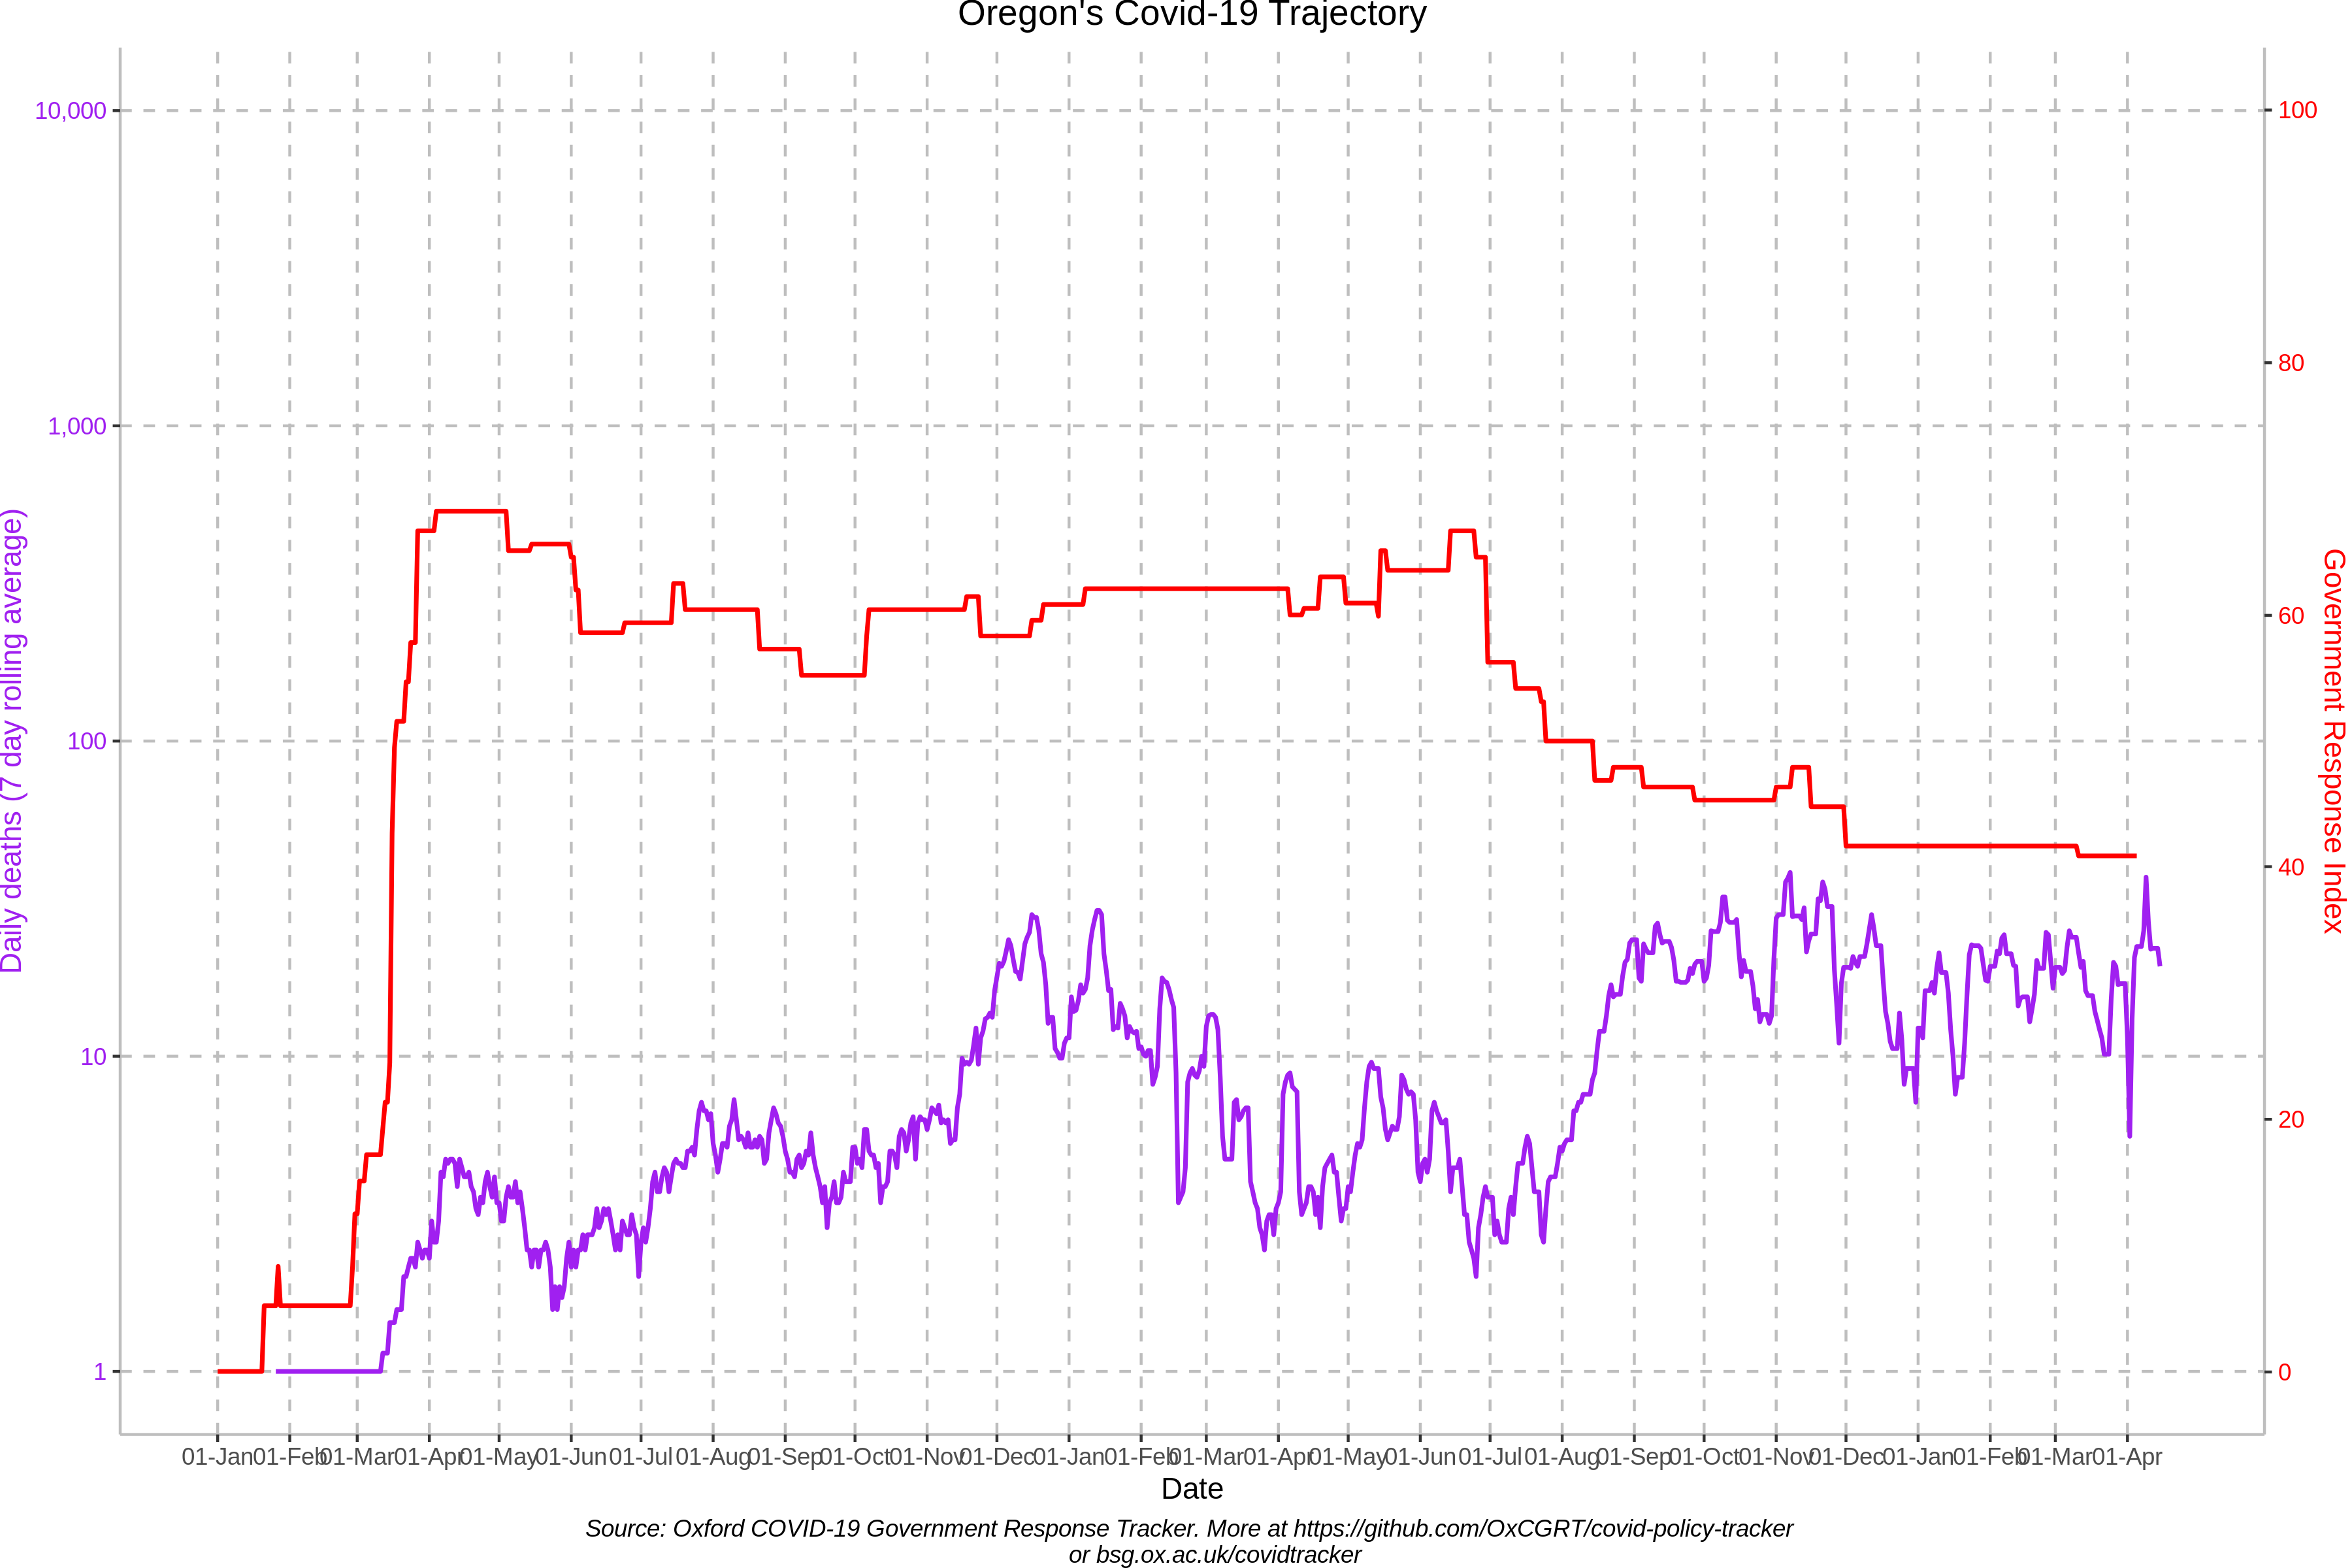 Oregon's Covid-19 Trajectory
10,000
1,000
100
10
1
Daily deaths (7 day rolling average)
100
80
60
40
20
0
Government Response Index
01-Jan 01-Feb 01-Mar 01-Apr 01-May 01-Jun 01-Jul 01-Aug 01-Sep 01-Oct 01-Nov 01-Dec 01-Jan 01-Feb 01-Mar 01-Apr 01-May 01-Jun 01-Jul 01-Aug 01-Sep 01-Oct 01-Nov 01-Dec 01-Jan 01-Feb 01-Mar 01-Apr
Date
Source: Oxford COVID-19 Government Response Tracker. More at https://github.com/OxCGRT/covid-policy-tracker
or bsg.ox.ac.uk/covidtracker